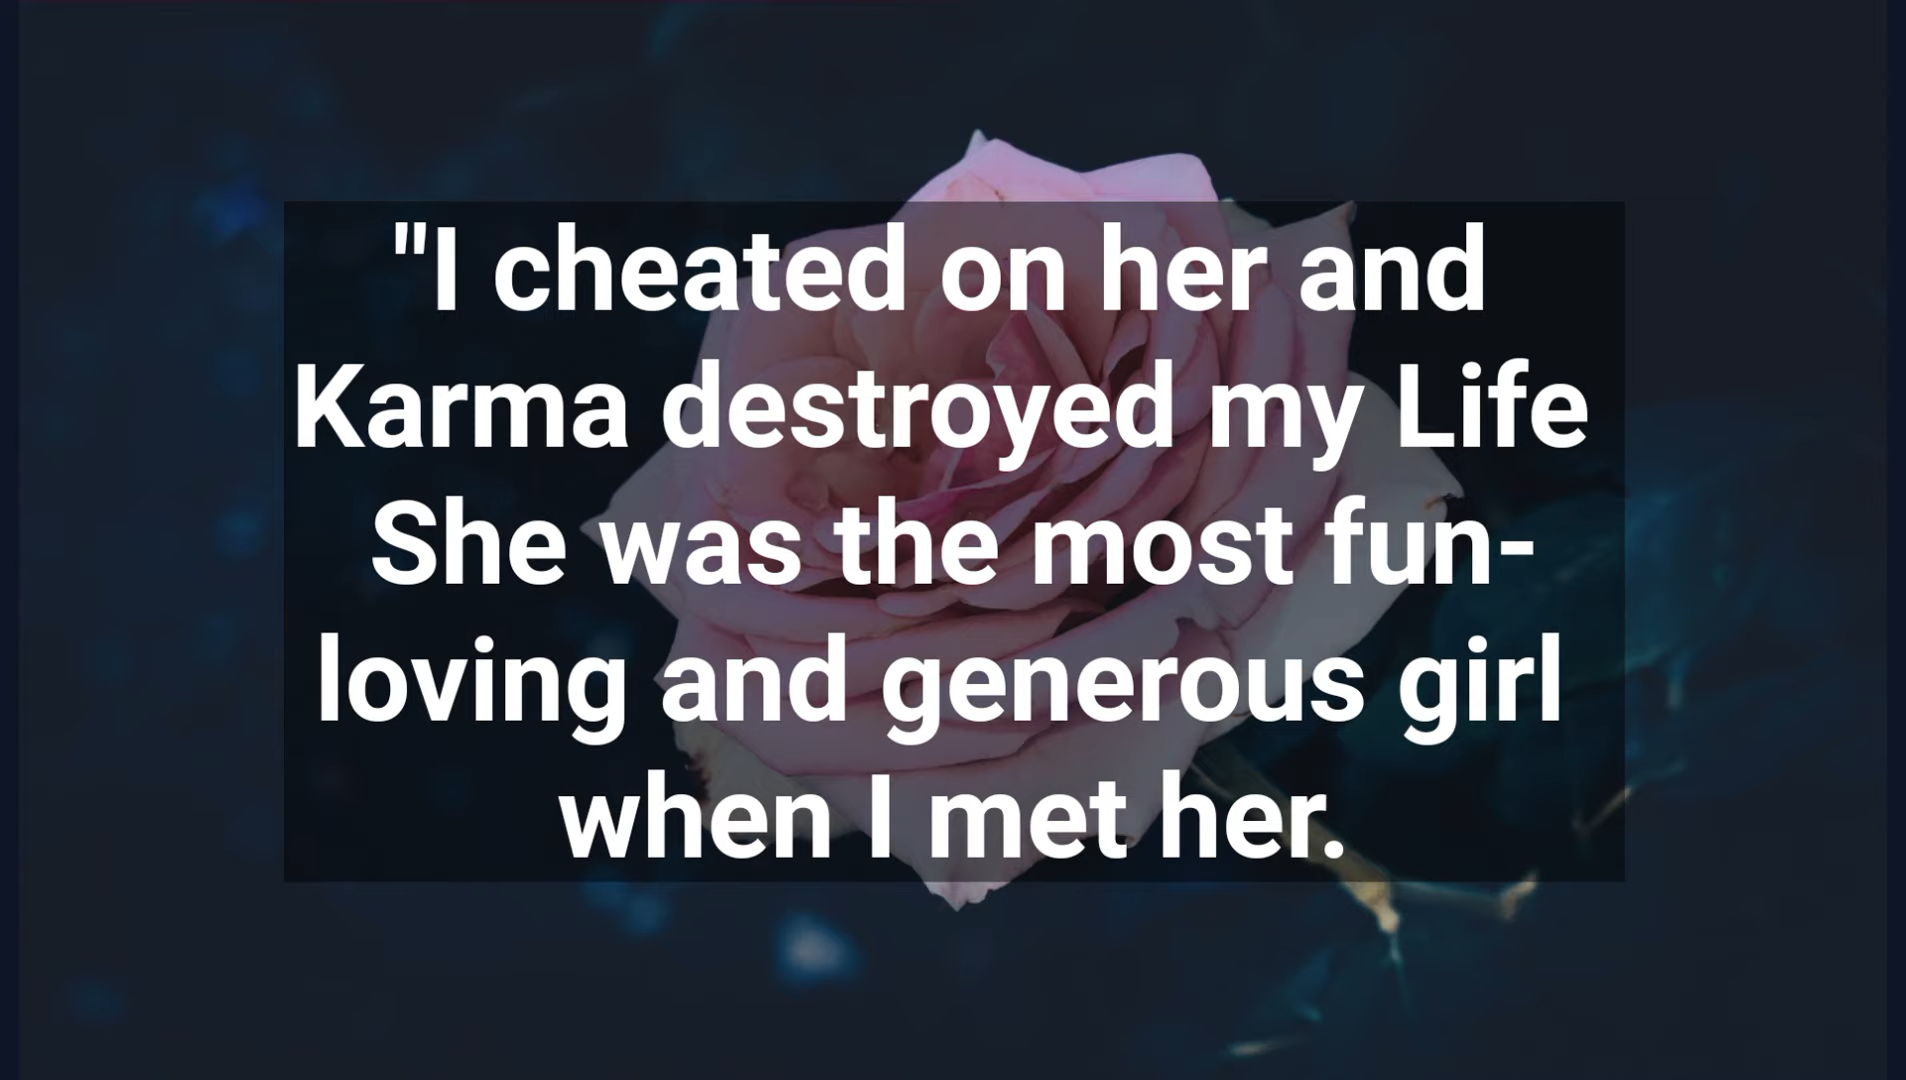 "I cheated on her and
Karma destroyed my Life
She was the most fun-
loving and generous girl
when I met her.